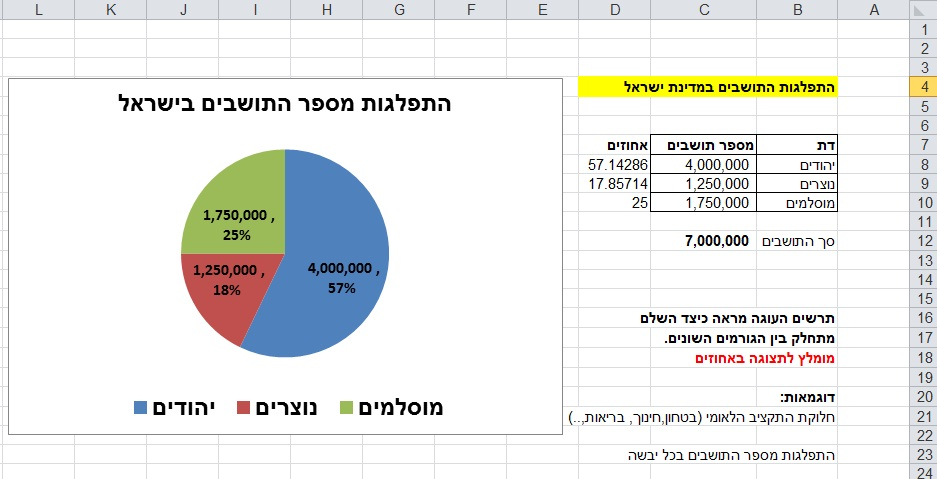 L K J I H G F E D C B A
1
2
3
4 התפלגות התושבים במדינת ישראל
5
6
7 דת מספר תושבים אחוזים
8 יהודים 4,000,000 57.14286
9 נוצרים 1,250,000 17.85714
10 מוסלמים 1,750,000 25
11
12 סך התושבים 7,000,000
13
14
15
16 תרשים העוגה מראה כיצד השלם
17 מתחלק בין הגורמים השונים.
18 מומלץ לתצוגה באחוזים
19
20 דוגמאות:
21 חלוקת התקציב הלאומי (בטחון,חינוך, בריאות,..)
22
23 התפלגות מספר התושבים בכל יבשה
24
התפלגות מספר התושבים בישראל
1,750,000 ,
25%
1,250,000 ,
18%
4,000,000 ,
57%
יהודים נוצרים מוסלמים